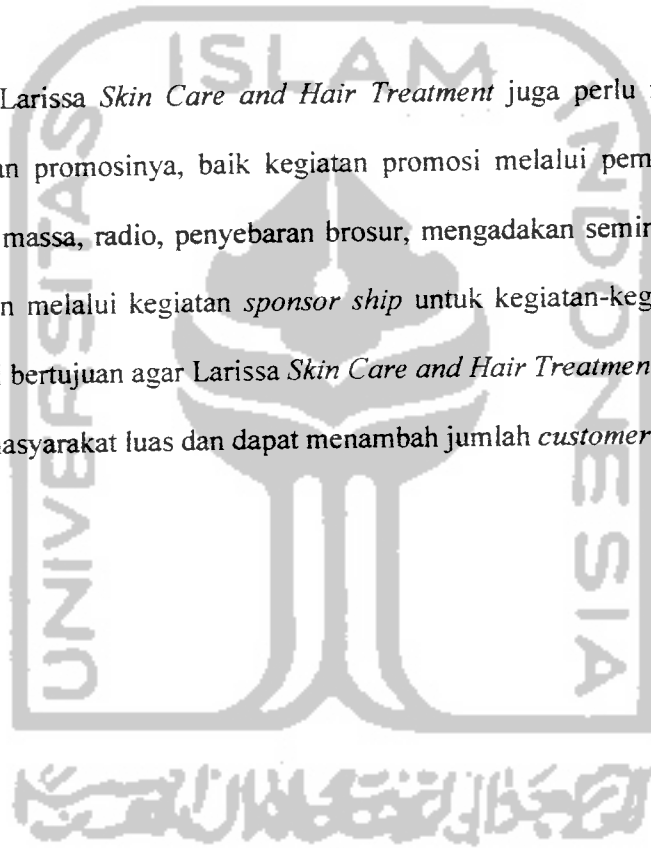 ISLAM
UNIVERSITAS
INDONESIA
Larissa Skin Care and Hair Treatment juga perlu
an promosinya, baik kegiatan promosi melalui pem
massa, radio, penyebaran brosur, mengadakan semin
n melalui kegiatan sponsor ship untuk kegiatan-keg
bertujuan agar Larissa Skin Care and Hair Treatmen
asyarakat luas dan dapat menambah jumlah customer